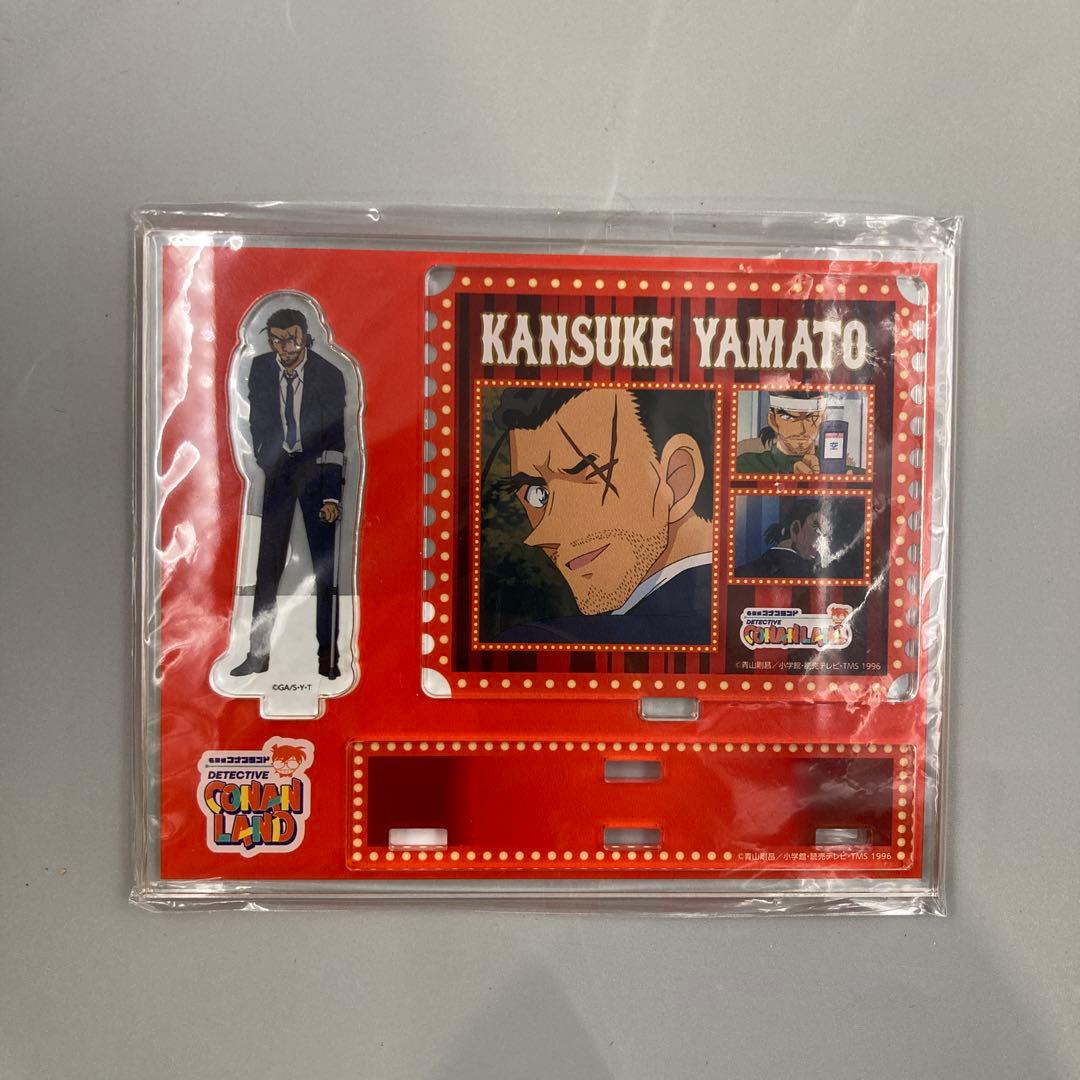 KANSUKE YAMATO
空
名探偵コナンランド
DETECTIVE
CONAN LAND
©青山剛昌/小学館・読売テレビ・TMS 1996
©GA/S・Y・T
名探偵コナンランド
DETECTIVE
CONAN
LAND
©青山剛昌/小学館・読売テレビ・TMS 1996